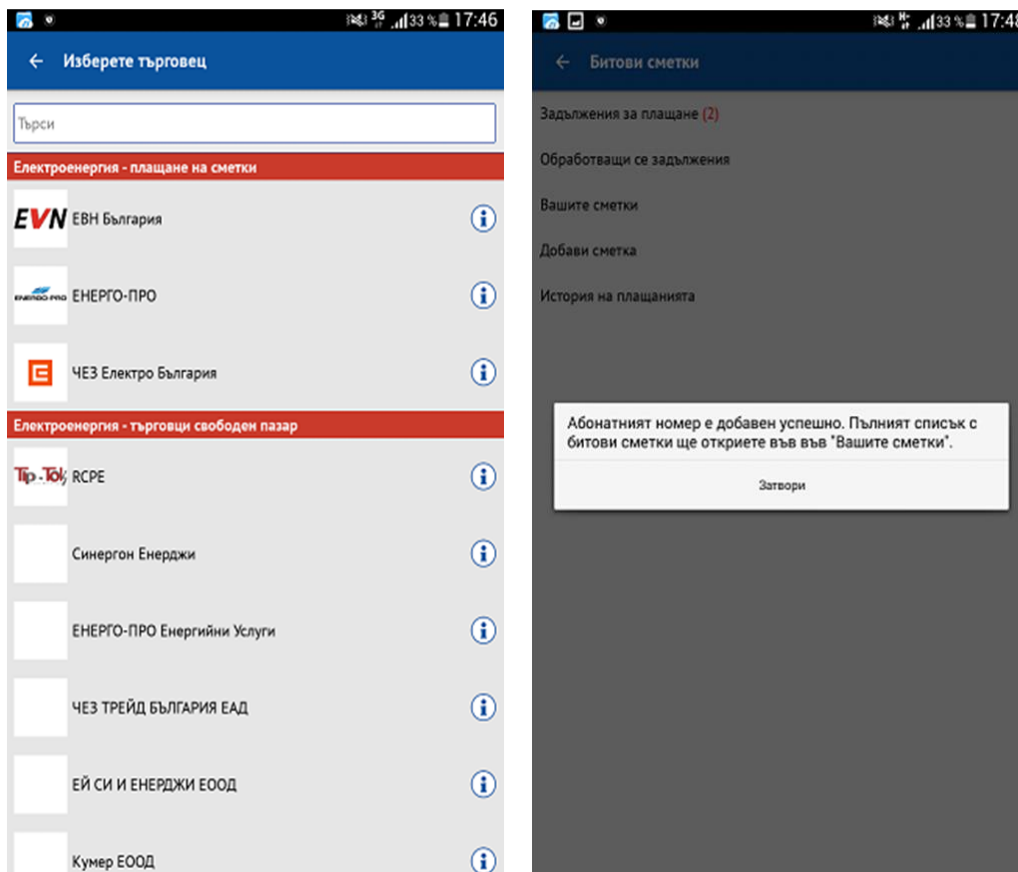 3G 33 % 17:46
Изберете търговец
Търси
Електроенергия - плащане на сметки
EVN ЕВН България
ENERGO-PRO ЕНЕРГО-ПРО
ЧЕЗ Електро България
Електроенергия - търговци свободен пазар
RCPE
Синергон Енерджи
ЕНЕРГО-ПРО Енергийни Услуги
ЧЕЗ ТРЕЙД БЪЛГАРИЯ ЕАД
ЕЙ СИ И ЕНЕРДЖИ ЕООД
Кумер ЕООД
33 % 17:48
Битови сметки
Задължения за плащане (2)
Обработващи се задължения
Вашите сметки
Добави сметка
История на плащанията
Абонатният номер е добавен успешно. Пълният списък с
битови сметки ще откриете във във "Вашите сметки".
Затвори